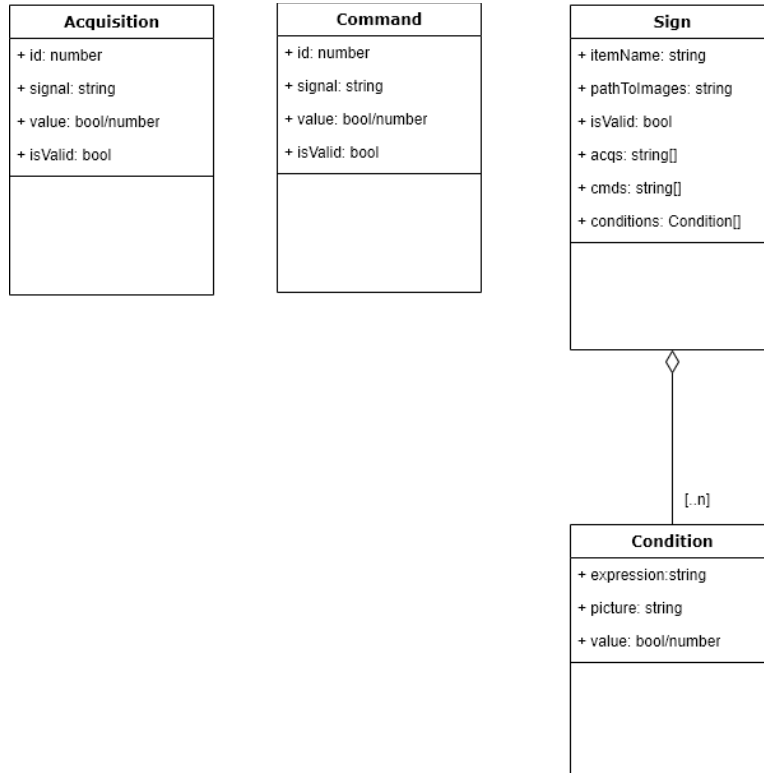 Acquisition
+ id: number
+ signal: string
+ value: bool/number
+ isValid: bool
Command
+ id: number
+ signal: string
+ value: bool/number
+ isValid: bool
Sign
+ itemName: string
+ pathToImages: string
+ isValid: bool
+ acqs: string[]
+ cmds: string[]
+ conditions: Condition[]
[..n]
Condition
+ expression:string
+ picture: string
+ value: bool/number